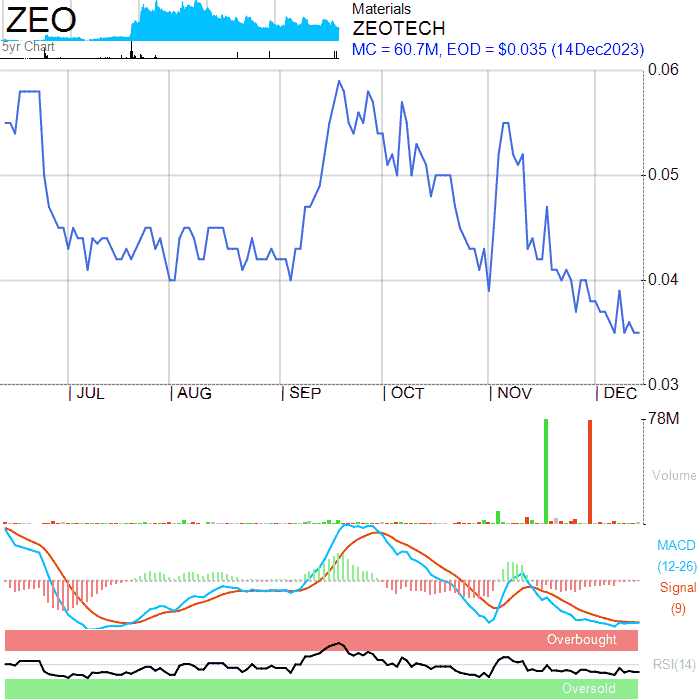 ZEO
5yr Chart
Materials
ZEOTECH
MC = 60.7M, EOD = $0.035 (14Dec2023)
0.06
0.05
0.04
0.03
JUL AUG SEP OCT NOV DEC
78M
Volume
MACD
(12-26)
Signal
(9)
Overbought
RSI(14)
Oversold